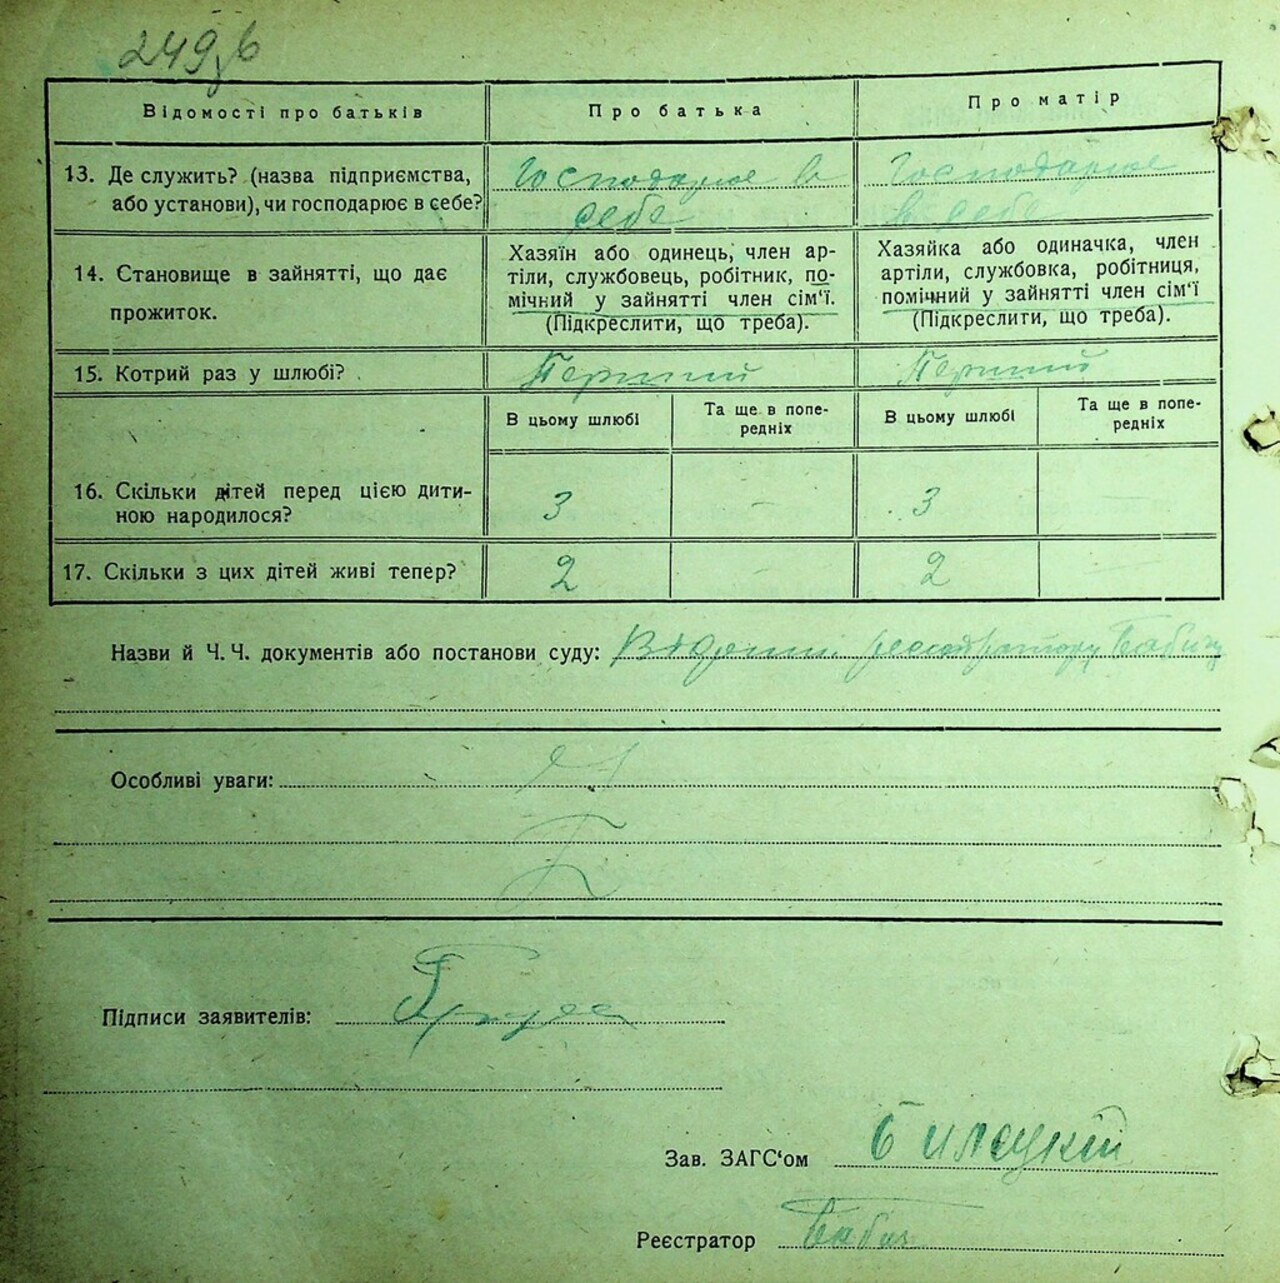 249
Відомості про батьків
Про батька
Про матір
13. Де служить? (назва підприємства, або установи), чи господарює в себе?
Господарює в
себе
Господарює
в себе
14. Становище в зайнятті, що дає
прожиток.
Хазяїн або одинець, член ар-
тіли, службовець, робітник, по-
мічний у зайнятті член сім'ї.
(Підкреслити, що треба).
Хазяйка або одиначка, член
артіли, службовка, робітниця,
помічний у зайнятті член сім'ї
(Підкреслити, що треба).
15. Котрий раз у шлюбі?
Перший
Перший
В цьому шлюбі
Та ще в попе-
редніх
В цьому шлюбі
Та ще в попе-
редніх
16. Скільки дітей перед цією дити-
ною народилося?
3
-
3
17. Скільки з цих дітей живі тепер?
2
-
2
Назви й Ч. Ч. документів або постанови суду: реєстратору Бабичу
Особливі уваги:
Підписи заявителів:
Зав. ЗАГС'ом Билецкій
Реєстратор Бабич